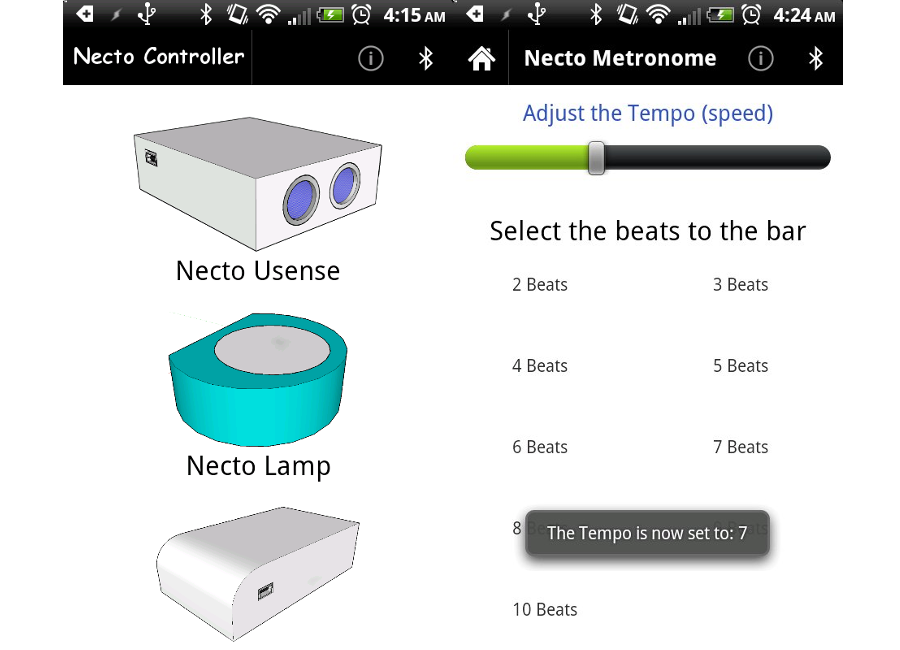 4:15 AM
Necto Controller
Necto Usense
Necto Lamp
4:24 AM
Necto Metronome
Adjust the Tempo (speed)
Select the beats to the bar
2 Beats 3 Beats
4 Beats 5 Beats
6 Beats 7 Beats
8
The Tempo is now set to: 7
10 Beats